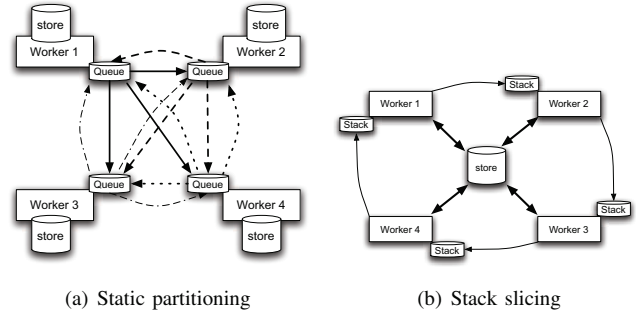 store
store
Worker 1
Worker 2
Queue
Queue
Queue
Queue
Worker 3
Worker 4
store
store
(a) Static partitioning
Stack
Worker 1
Worker 2
Stack
store
Stack
Worker 4
Worker 3
Stack
(b) Stack slicing